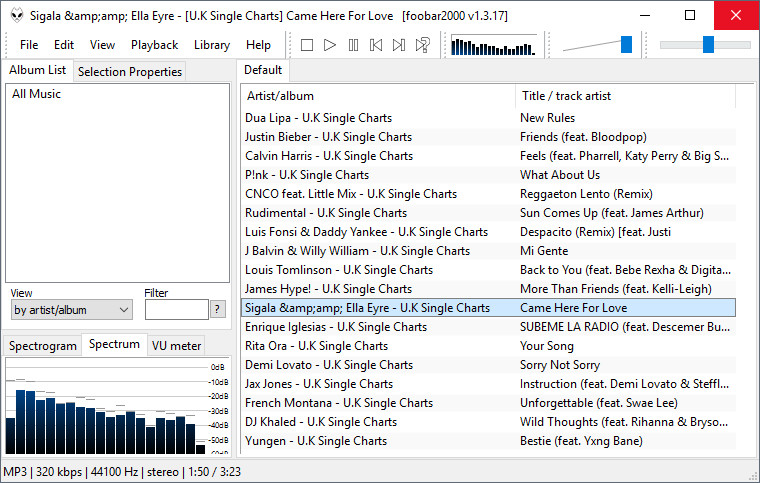 Sigala &amp;amp; Ella Eyre - [U.K Single Charts] Came Here For Love   [foobar2000 v1.3.17]
File Edit View Playback Library Help
Album List Selection Properties
All Music
View
by artist/album
Filter
?
Spectrogram Spectrum VU meter
0dB
-10dB
-20dB
-30dB
-40dB
-50dB
-60dB
Default
Artist/album Title / track artist
Dua Lipa - U.K Single Charts New Rules
Justin Bieber - U.K Single Charts Friends (feat. Bloodpop)
Calvin Harris - U.K Single Charts Feels (feat. Pharrell, Katy Perry & Big S...
P!nk - U.K Single Charts What About Us
CNCO feat. Little Mix - U.K Single Charts Reggaeton Lento (Remix)
Rudimental - U.K Single Charts Sun Comes Up (feat. James Arthur)
Luis Fonsi & Daddy Yankee - U.K Single Charts Despacito (Remix) [feat. Justi
J Balvin & Willy William - U.K Single Charts Mi Gente
Louis Tomlinson - U.K Single Charts Back to You (feat. Bebe Rexha & Digita...
James Hype! - U.K Single Charts More Than Friends (feat. Kelli-Leigh)
Sigala &amp;amp; Ella Eyre - U.K Single Charts Came Here For Love
Enrique Iglesias - U.K Single Charts SUBEME LA RADIO (feat. Descemer Bu...
Rita Ora - U.K Single Charts Your Song
Demi Lovato - U.K Single Charts Sorry Not Sorry
Jax Jones - U.K Single Charts Instruction (feat. Demi Lovato & Steffl...
French Montana - U.K Single Charts Unforgettable (feat. Swae Lee)
DJ Khaled - U.K Single Charts Wild Thoughts (feat. Rihanna & Bryso...
Yungen - U.K Single Charts Bestie (feat. Yxng Bane)
MP3 | 320 kbps | 44100 Hz | stereo | 1:50 / 3:23